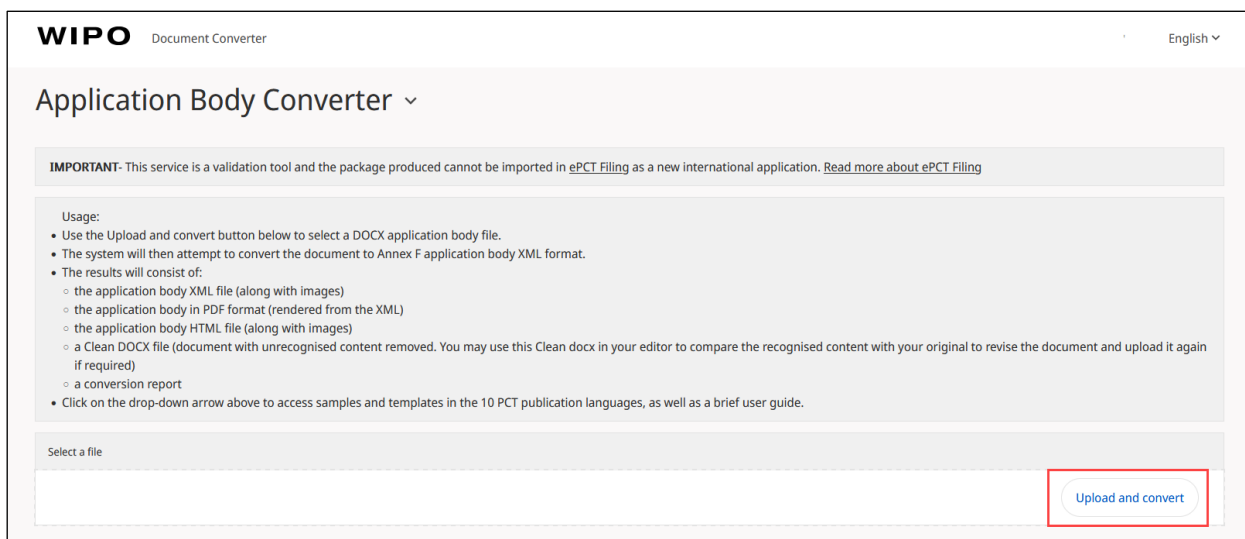 WIPO Document Converter English
Application Body Converter
IMPORTANT- This service is a validation tool and the package produced cannot be imported in ePCT Filing as a new international application. Read more about ePCT Filing
Usage:
• Use the Upload and convert button below to select a DOCX application body file.
• The system will then attempt to convert the document to Annex F application body XML format.
• The results will consist of:
◦ the application body XML file (along with images)
◦ the application body in PDF format (rendered from the XML)
◦ the application body HTML file (along with images)
◦ a Clean DOCX file (document with unrecognised content removed. You may use this Clean docx in your editor to compare the recognised content with your original to revise the document and upload it again
if required)
◦ a conversion report
• Click on the drop-down arrow above to access samples and templates in the 10 PCT publication languages, as well as a brief user guide.
Select a file
Upload and convert